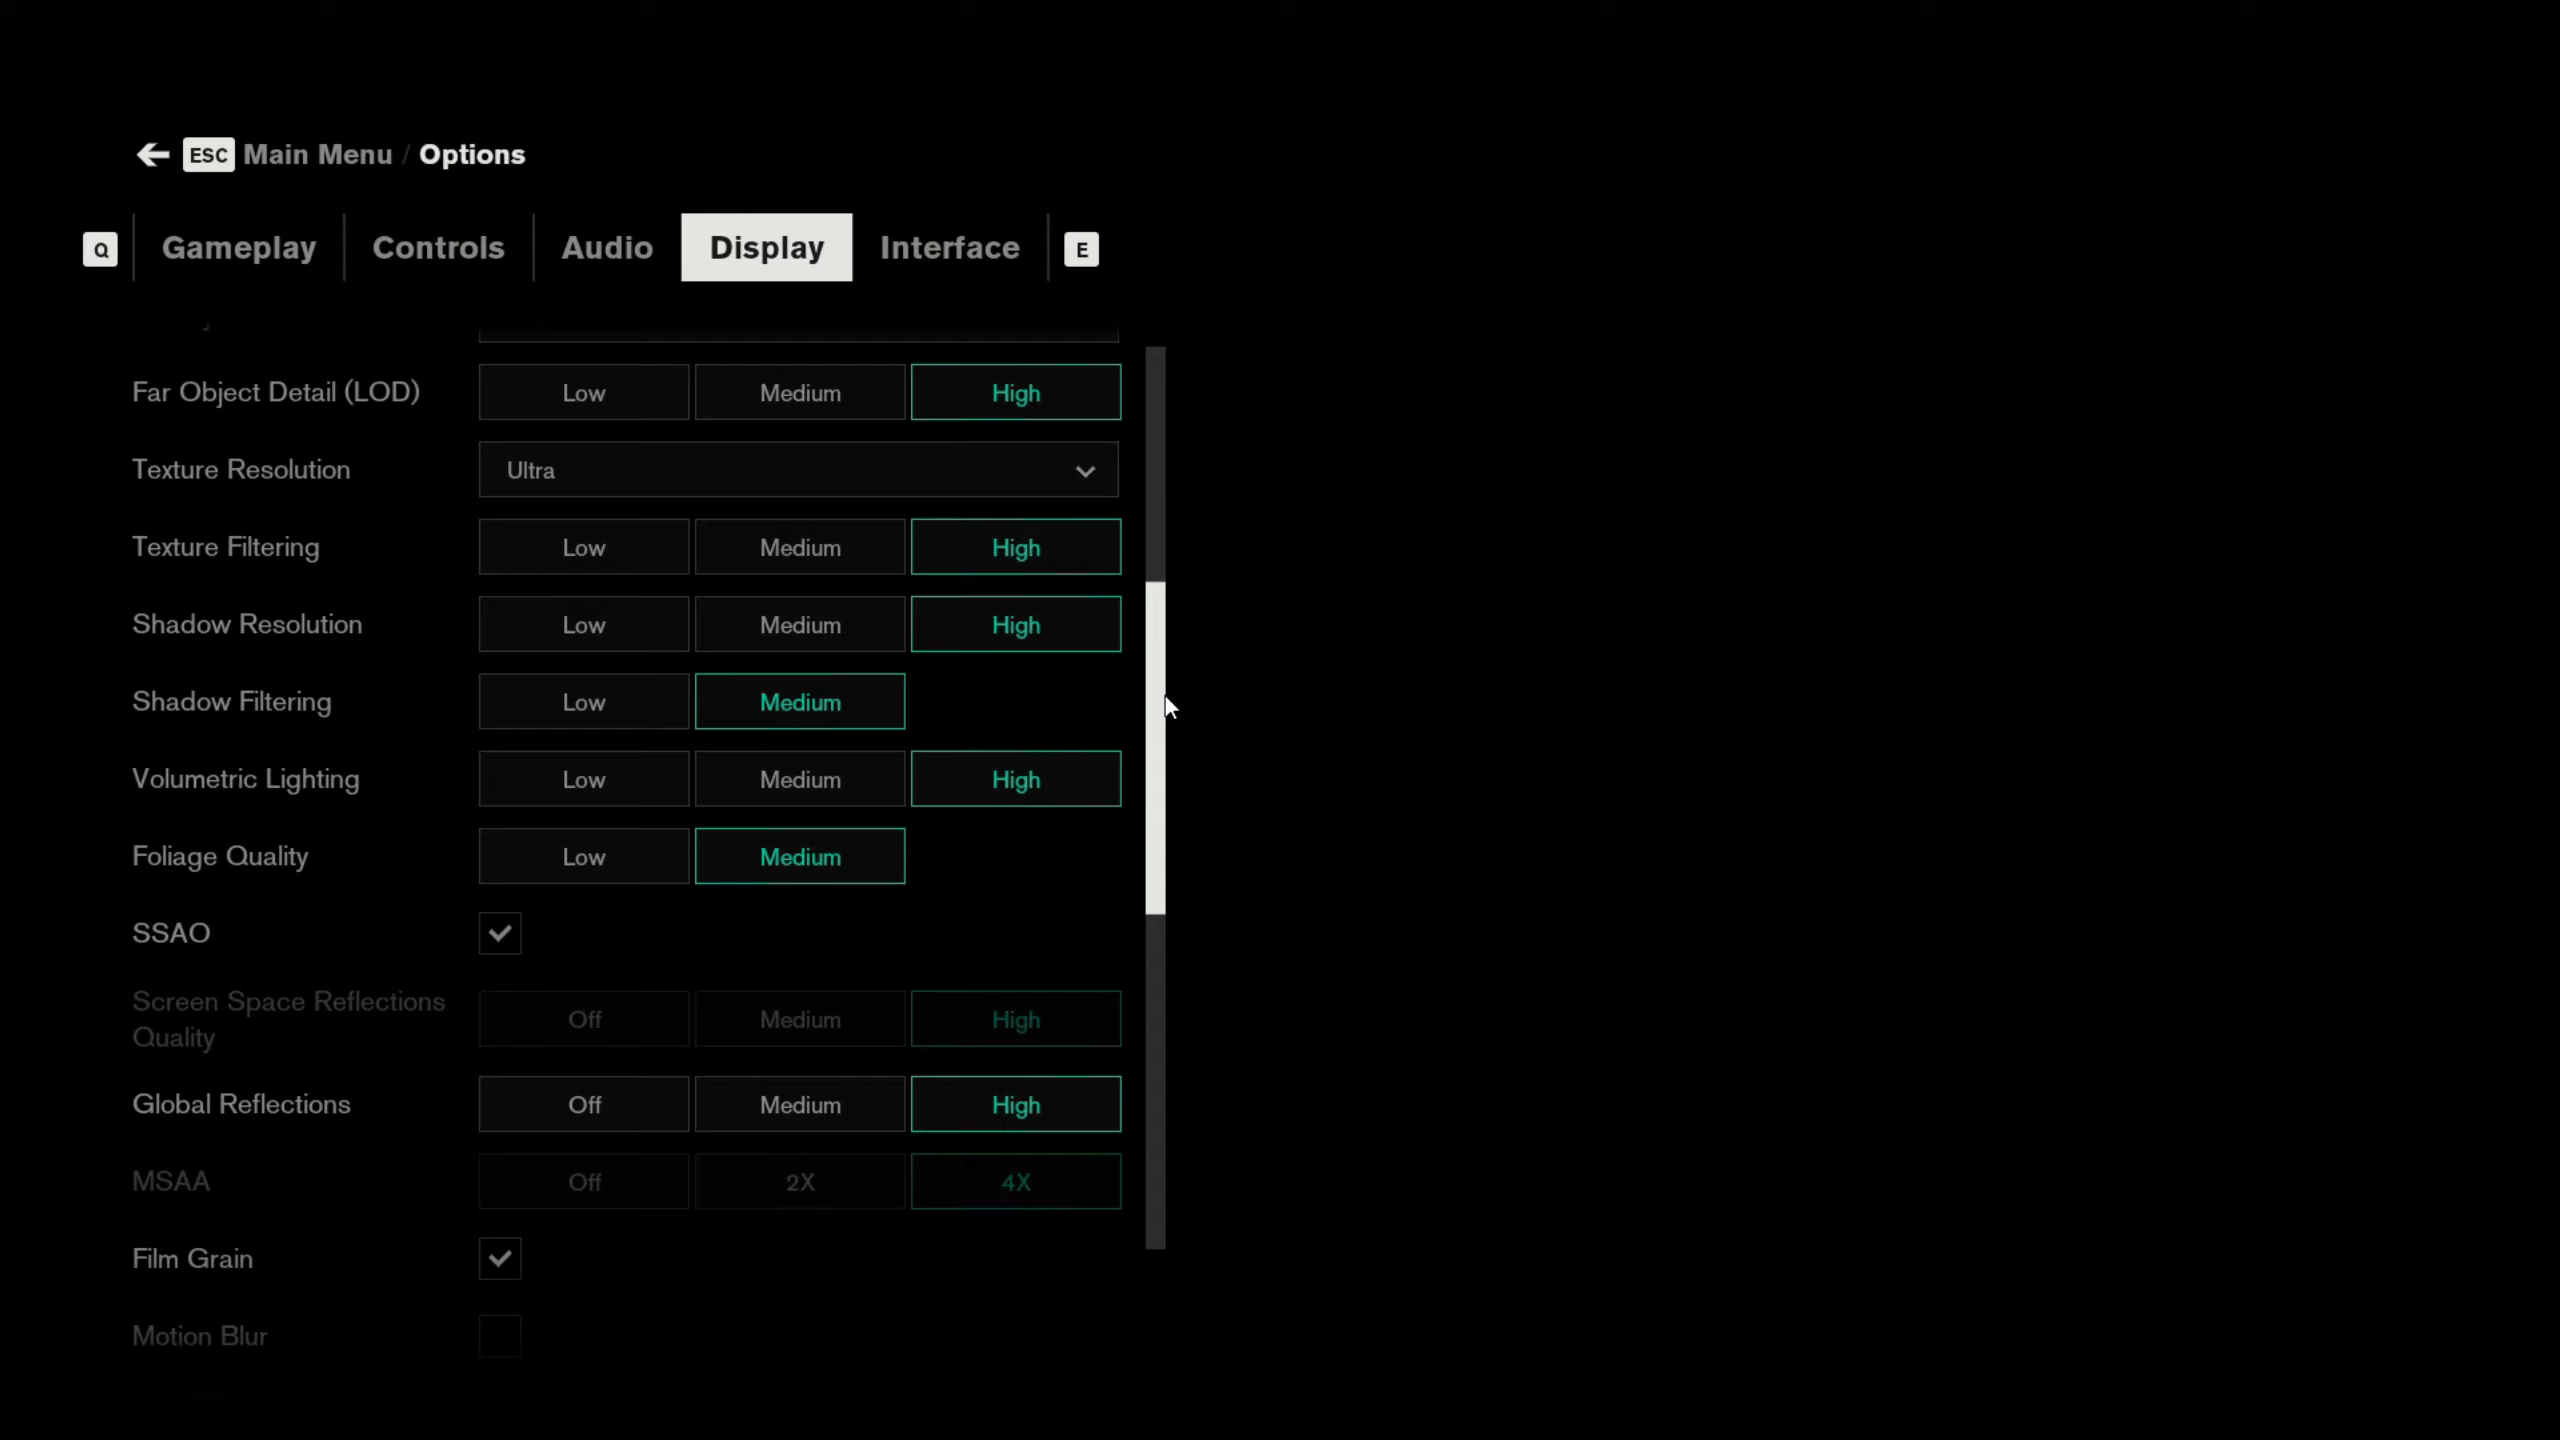 ESC Main Menu / Options
Q Gameplay Controls Audio Display Interface E
Far Object Detail (LOD) Low Medium High
Texture Resolution Ultra
Texture Filtering Low Medium High
Shadow Resolution Low Medium High
Shadow Filtering Low Medium
Volumetric Lighting Low Medium High
Foliage Quality Low Medium
SSAO
Screen Space Reflections
Quality Off Medium High
Global Reflections Off Medium High
MSAA Off 2X 4X
Film Grain
Motion Blur